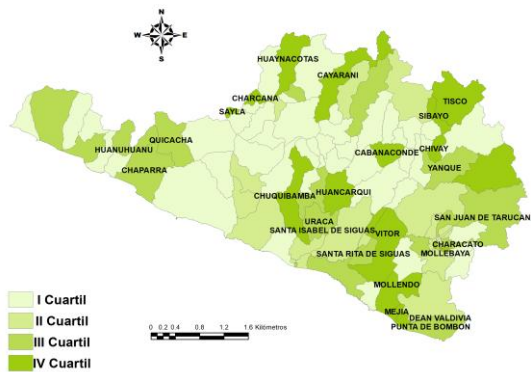 N
W E
S
HUAYNACOTAS
CAYARANI
CHARCANA
TISCO
SAYLA
SIBAYO
QUICACHA
HUANUHUANU
CHIVAY
CABANACONDE
YANQUE
CHAPARRA
CHUQUIBAMBA
HUANCARQUI
SAN JUAN DE TARUCAN
URACA
SANTA ISABEL DE SIGUAS
VITOR
CHARACATO
MOLLEBAYA
SANTA RITA DE SIGUAS
MOLLENDO
I Cuartil
II Cuartil
III Cuartil
IV Cuartil
MEJIA
DEAN VALDIVIA
PUNTA DE BOMBON
0 0.2 0.4 0.8 1.2 1.6 Kilómetros